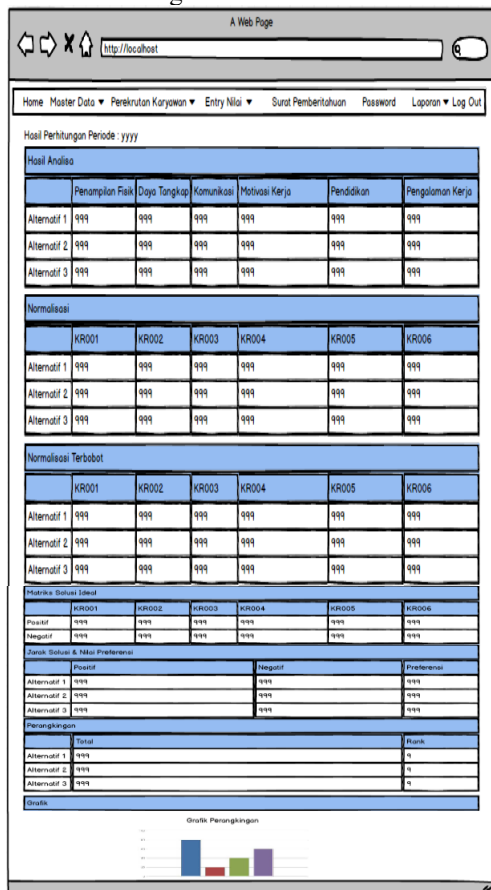 A Web Page
http://localhost
Home Master Data ▼ Perekrutan Karyawan ▼ Entry Nilai ▼ Surat Pemberitahuan Password Laporan ▼ Log Out
Hasil Perhitungan Periode : yyyy
Hasil Analisa
Penampilan Fisik Daya Tangkap Komunikasi Motivasi Kerja Pendidikan Pengalaman Kerja
Alternatif 1 999 999 999 999 999 999
Alternatif 2 999 999 999 999 999 999
Alternatif 3 999 999 999 999 999 999
Normalisasi
KR001 KR002 KR003 KR004 KR005 KR006
Alternatif 1 999 999 999 999 999 999
Alternatif 2 999 999 999 999 999 999
Alternatif 3 999 999 999 999 999 999
Normalisasi Terbobot
KR001 KR002 KR003 KR004 KR005 KR006
Alternatif 1 999 999 999 999 999 999
Alternatif 2 999 999 999 999 999 999
Alternatif 3 999 999 999 999 999 999
Matriks Solusi Ideal
KR001 KR002 KR003 KR004 KR005 KR006
Positif 999 999 999 999 999 999
Negatif 999 999 999 999 999 999
Jarak Solusi & Nilai Preferensi
Positif Negatif Preferensi
Alternatif 1 999 999 999
Alternatif 2 999 999 999
Alternatif 3 999 999 999
Perangkingan
Total Rank
Alternatif 1 999 9
Alternatif 2 999 9
Alternatif 3 999 9
Grafik
Grafik Perangkingan